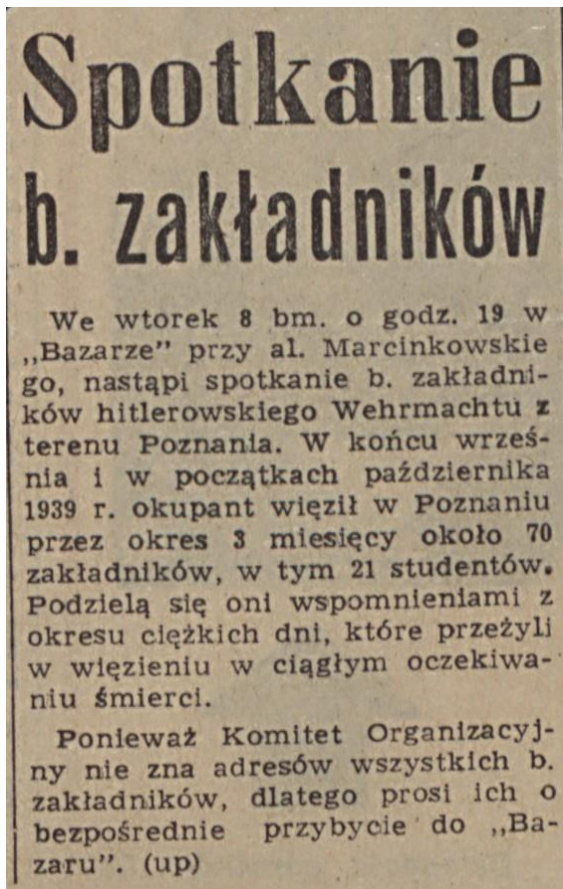 Spotkanie
b. zakładników
We wtorek 8 bm. o godz. 19 w
,,Bazarze" przy al. Marcinkowskie
go, nastąpi spotkanie b. zakładni-
ków hitlerowskiego Wehrmachtu z
terenu Poznania. W końcu wrześ-
nia i w początkach października
1939 r. okupant więził w Poznaniu
przez okres 3 miesięcy około 70
zakładników, w tym 21 studentów.
Podzielą się oni wspomnieniami z
okresu ciężkich dni, które przeżyli
w więzieniu w ciągłym oczekiwa-
niu śmierci.
Ponieważ Komitet Organizacyj-
ny nie zna adresów wszystkich b.
zakładników, dlatego prosi ich o
bezpośrednie przybycie do ,,Ba-
zaru". (up)